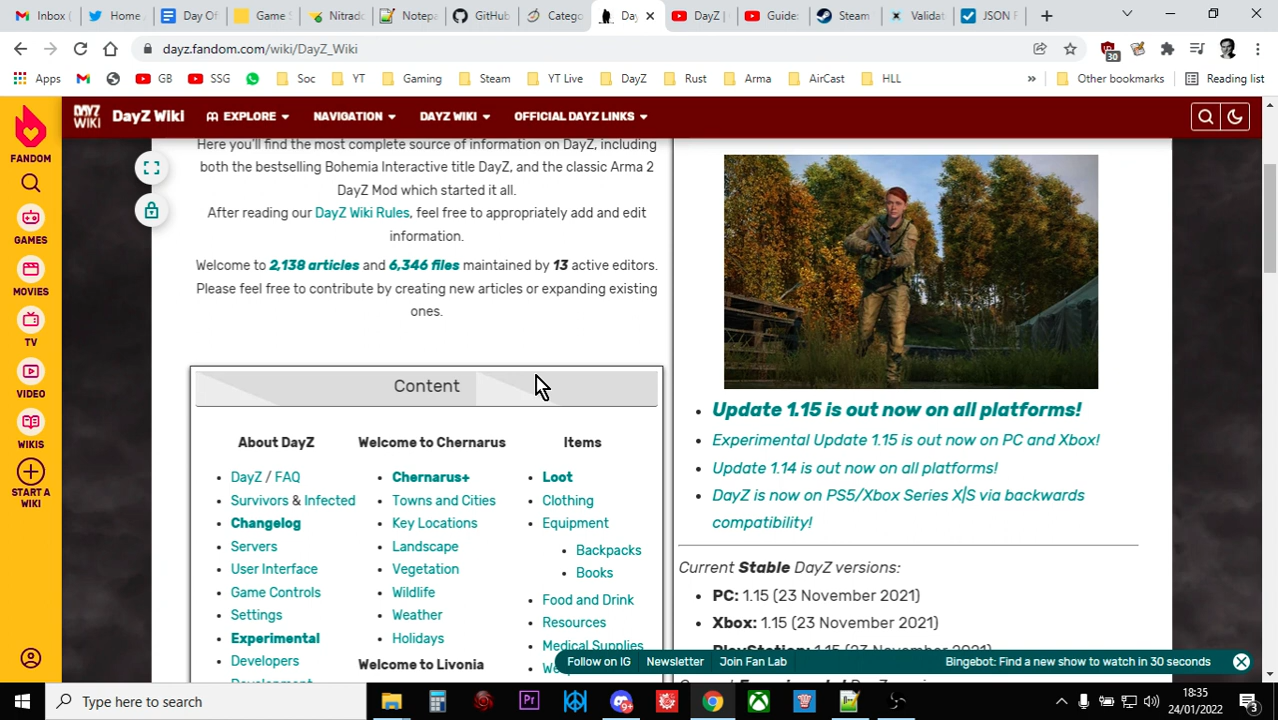 Inbox (
Home
Day Of
Game S
Nitrad
Notepa
GitHub
Catego
Day
DayZ |
Guide:
Steam
Validat
JSON F
dayz.fandom.com/wiki/DayZ_Wiki
30
Apps
GB
SSG
Soc
YT
Gaming
Steam
YT Live
DayZ
Rust
Arma
AirCast
HLL
»
Other bookmarks
Reading list
FANDOM
GAMES
MOVIES
TV
VIDEO
WIKIS
START A
WIKI
DAYZ
WIKI
DayZ Wiki
EXPLORE
NAVIGATION
DAYZ WIKI
OFFICIAL DAYZ LINKS
Here you'll find the most complete source of information on DayZ, including
both the bestselling Bohemia Interactive title DayZ, and the classic Arma 2
DayZ Mod which started it all.
After reading our DayZ Wiki Rules, feel free to appropriately add and edit
information.
Welcome to 2,138 articles and 6,346 files maintained by 13 active editors.
Please feel free to contribute by creating new articles or expanding existing
ones.
Content
About DayZ
DayZ / FAQ
Survivors & Infected
Changelog
Servers
User Interface
Game Controls
Settings
Experimental
Developers
Welcome to Chernarus
Chernarus+
Towns and Cities
Key Locations
Landscape
Vegetation
Wildlife
Weather
Holidays
Welcome to Livonia
Items
Loot
Clothing
Equipment
Backpacks
Books
Food and Drink
Resources
Medical Supplies
Update 1.15 is out now on all platforms!
Experimental Update 1.15 is out now on PC and Xbox!
Update 1.14 is out now on all platforms!
DayZ is now on PS5/Xbox Series X|S via backwards
compatibility!
Current Stable DayZ versions:
PC: 1.15 (23 November 2021)
Xbox: 1.15 (23 November 2021)
PlayStation: 1.15 (23 November 2021)
Follow on IG
Newsletter
Join Fan Lab
Bingebot: Find a new show to watch in 30 seconds
Type here to search
Pr
9+
18:35
24/01/2022
3